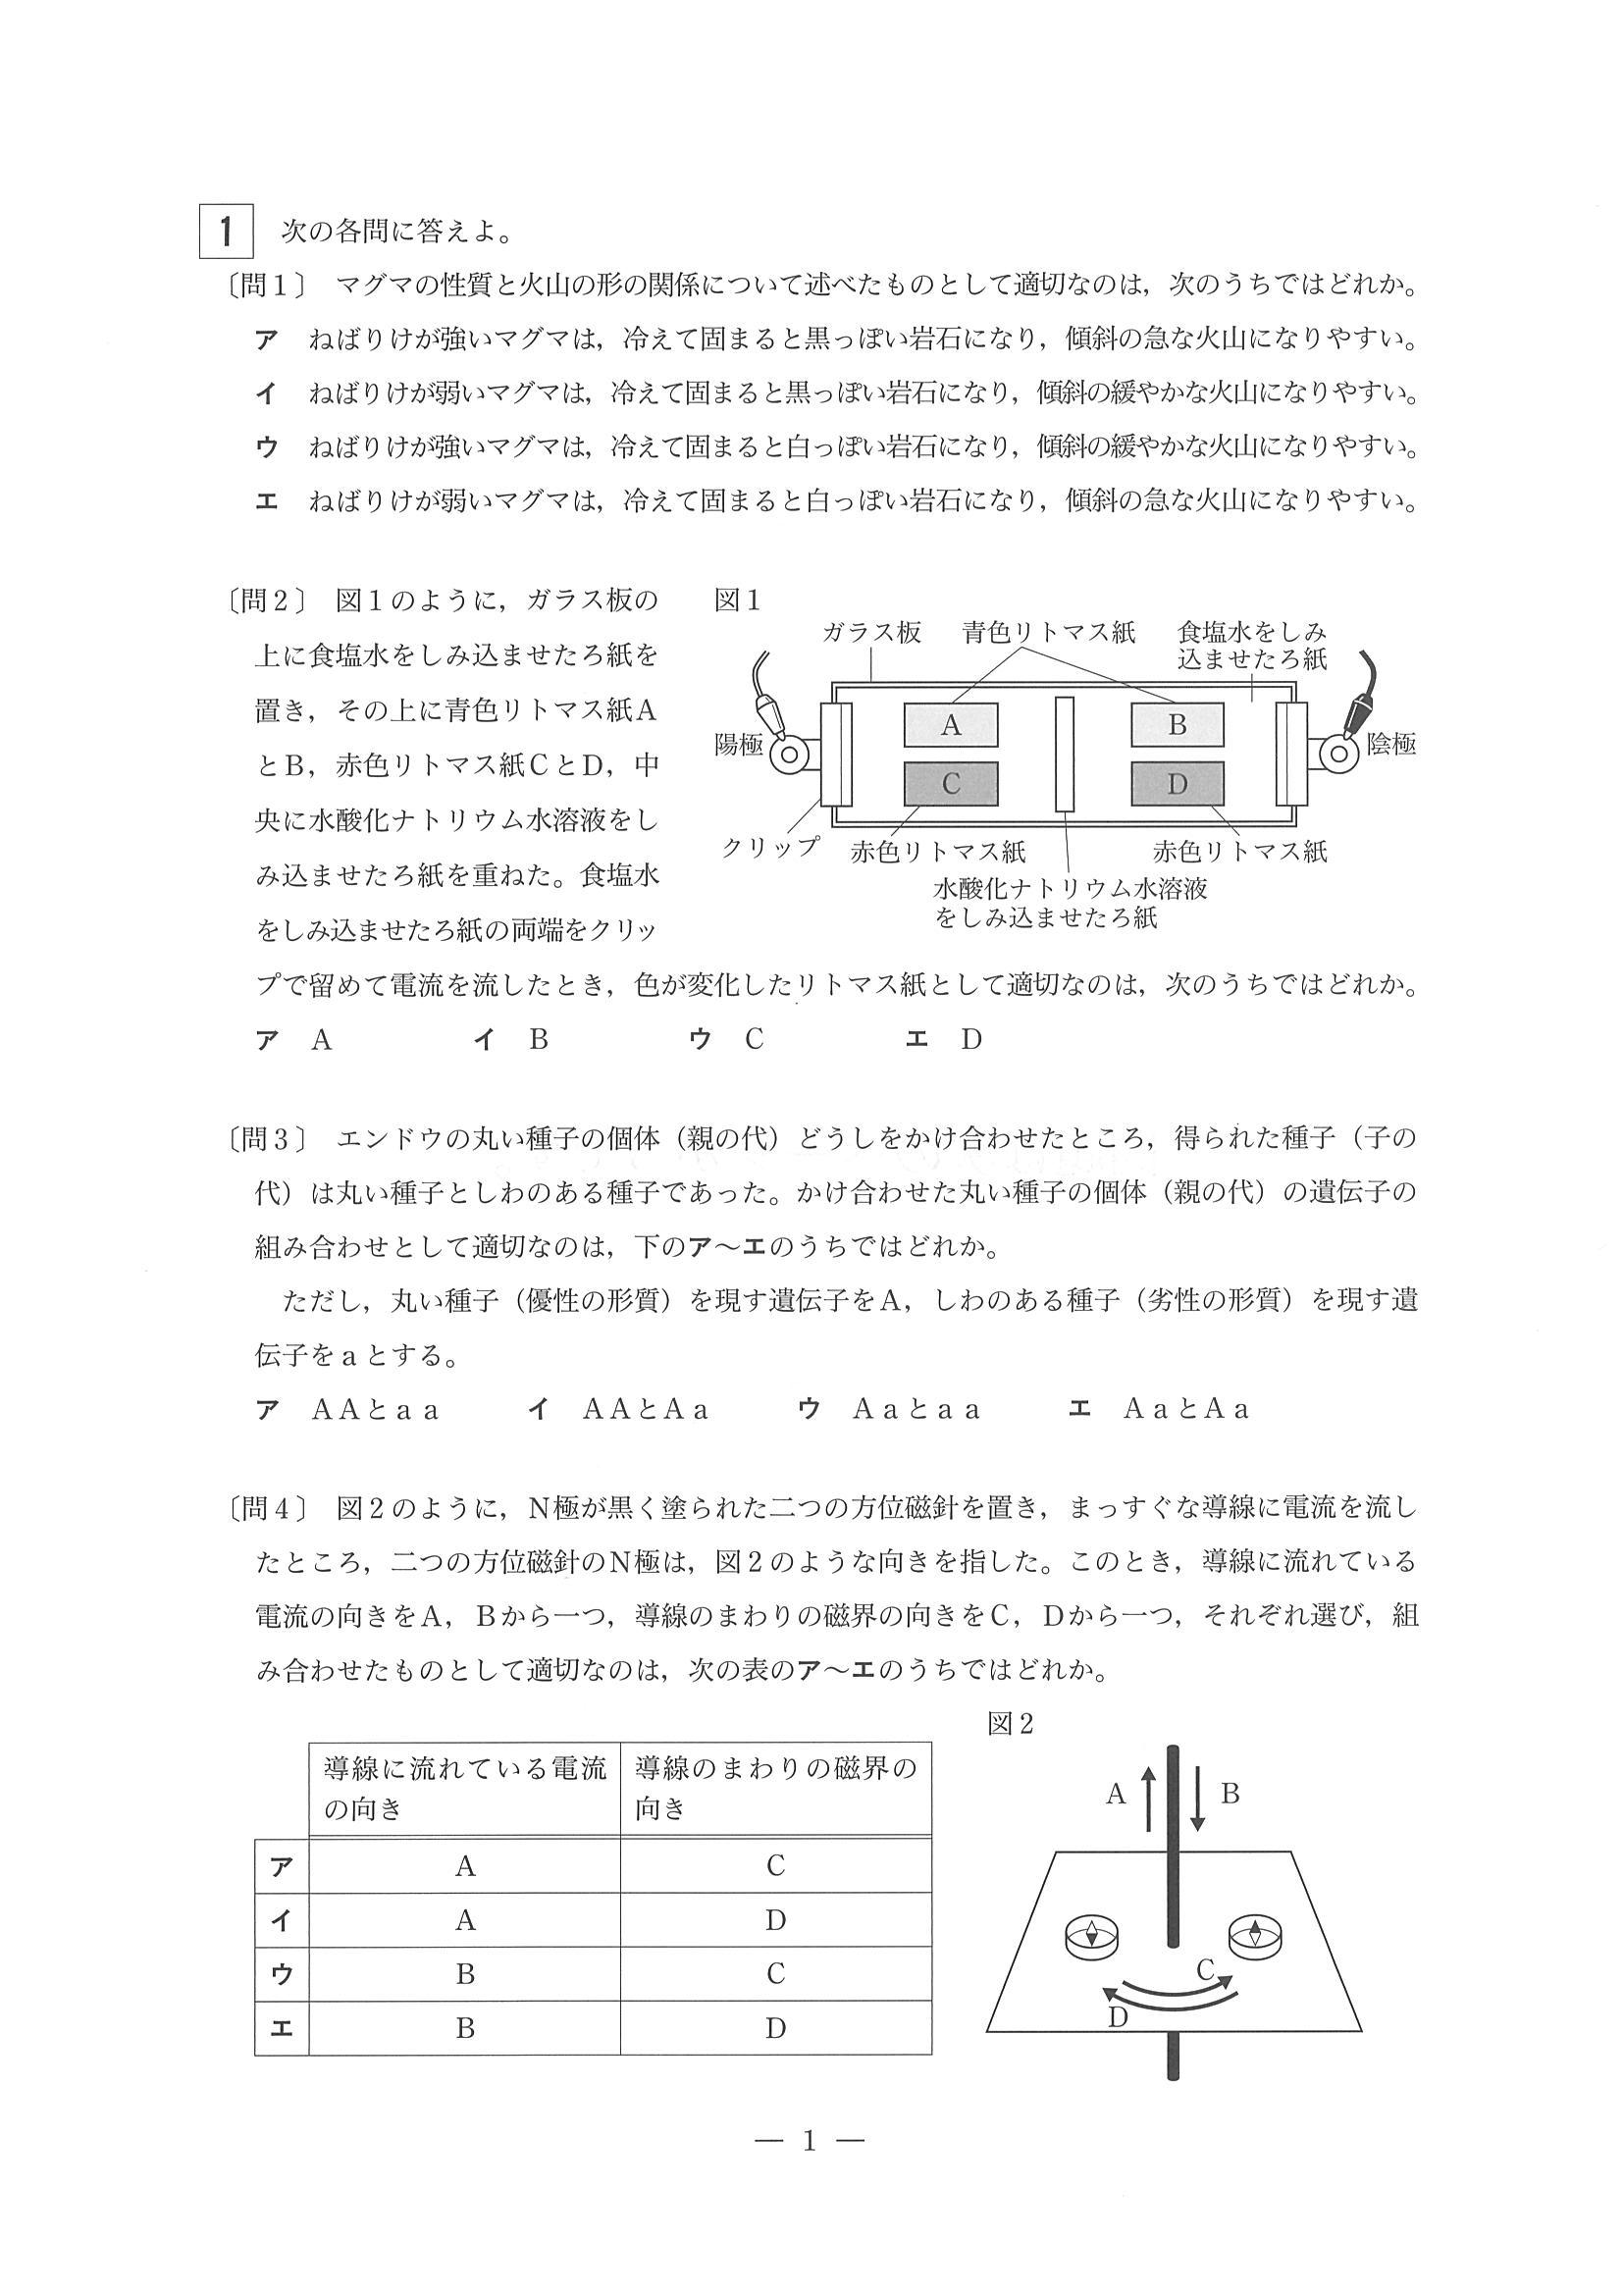 1 次の各問に答えよ。
〔問1〕 マグマの性質と火山の形の関係について述べたものとして適切なのは，次のうちではどれか。
ア ねばりけが強いマグマは，冷えて固まると黒っぽい岩石になり，傾斜の急な火山になりやすい。
イ ねばりけが弱いマグマは，冷えて固まると黒っぽい岩石になり，傾斜の緩やかな火山になりやすい。
ウ ねばりけが強いマグマは，冷えて固まると白っぽい岩石になり，傾斜の緩やかな火山になりやすい。
エ ねばりけが弱いマグマは，冷えて固まると白っぽい岩石になり，傾斜の急な火山になりやすい。
〔問2〕 図1のように，ガラス板の
上に食塩水をしみ込ませたろ紙を
置き，その上に青色リトマス紙A
とB，赤色リトマス紙CとD，中
央に水酸化ナトリウム水溶液をし
み込ませたろ紙を重ねた。食塩水
をしみ込ませたろ紙の両端をクリッ
プで留めて電流を流したとき，色が変化したリトマス紙として適切なのは，次のうちではどれか。
図1
ガラス板 青色リトマス紙 食塩水をしみ
込ませたろ紙
A B
陽極 陰極
C D
クリップ 赤色リトマス紙 赤色リトマス紙
水酸化ナトリウム水溶液
をしみ込ませたろ紙
ア A イ B ウ C エ D
〔問3〕 エンドウの丸い種子の個体（親の代）どうしをかけ合わせたところ，得られた種子（子の
代）は丸い種子としわのある種子であった。かけ合わせた丸い種子の個体（親の代）の遺伝子の
組み合わせとして適切なのは，下のア～エのうちではどれか。
ただし，丸い種子（優性の形質）を現す遺伝子をA，しわのある種子（劣性の形質）を現す遺
伝子をaとする。
ア AAとaa イ AAとAa ウ Aaとaa エ AaとAa
〔問4〕 図2のように，N極が黒く塗られた二つの方位磁針を置き，まっすぐな導線に電流を流し
たところ，二つの方位磁針のN極は，図2のような向きを指した。このとき，導線に流れている
電流の向きをA，Bから一つ，導線のまわりの磁界の向きをC，Dから一つ，それぞれ選び，組
み合わせたものとして適切なのは，次の表のア～エのうちではどれか。
導線に流れている電流 導線のまわりの磁界の
の向き 向き
ア A C
イ A D
ウ B C
エ B D
図2
A B
C
D
― 1 ―